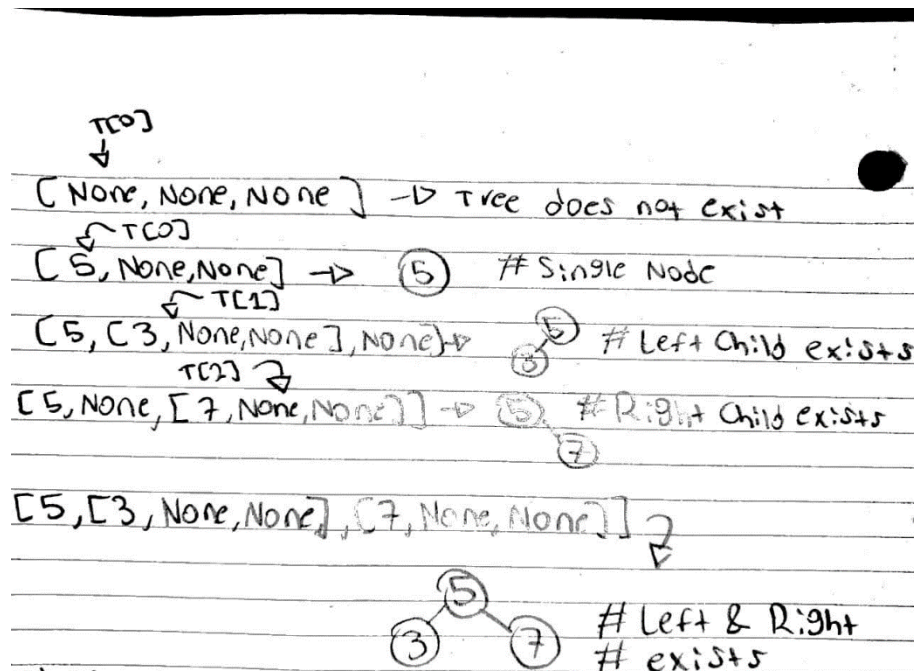 T[0]
[None, None, None] → Tree does not exist
T[0]
[5, None, None] → 5 # Single Node
T[1]
[5, [3, None, None], None] → 5 3 # Left Child exists
T[2]
[5, None, [7, None, None]] → 5 7 # Right Child exists
[5, [3, None, None], [7, None, None]]
5
3 7 # Left & Right
# exists